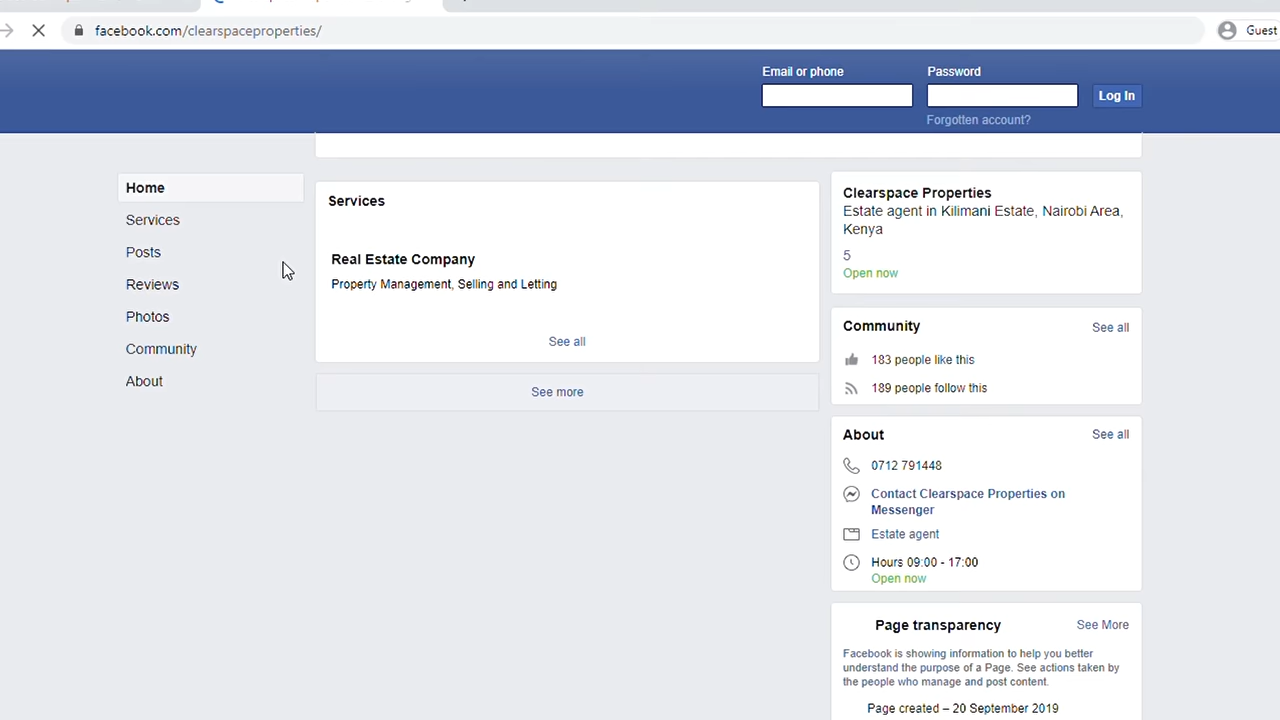 facebook.com/clearspaceproperties/
Guest
Email or phone
Password
Log In
Forgotten account?
Home
Services
Posts
Reviews
Photos
Community
About
Services
Real Estate Company
Property Management, Selling and Letting
See all
See more
Clearspace Properties
Estate agent in Kilimani Estate, Nairobi Area,
Kenya
5
Open now
Community
See all
183 people like this
189 people follow this
About
See all
0712 791448
Contact Clearspace Properties on
Messenger
Estate agent
Hours 09:00 - 17:00
Open now
Page transparency
See More
Facebook is showing information to help you better
understand the purpose of a Page. See actions taken by
the people who manage and post content.
Page created – 20 September 2019